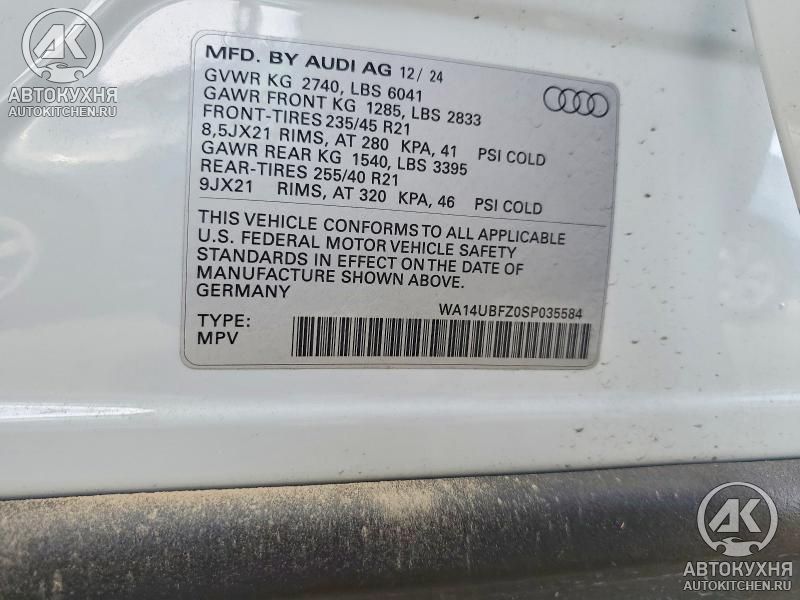 AK
АВТОКУХНЯ
AUTOKITCHEN.RU
MFD. BY AUDI AG 12/ 24
GVWR KG 2740, LBS 6041
GAWR FRONT KG 1285, LBS 2833
FRONT-TIRES 235/45 R21
8,5JX21 RIMS, AT 280 KPA, 41 PSI COLD
GAWR REAR KG 1540, LBS 3395
REAR-TIRES 255/40 R21
9JX21 RIMS, AT 320 KPA, 46 PSI COLD
THIS VEHICLE CONFORMS TO ALL APPLICABLE
U.S. FEDERAL MOTOR VEHICLE SAFETY
STANDARDS IN EFFECT ON THE DATE OF
MANUFACTURE SHOWN ABOVE.
GERMANY
WA14UBFZ0SP035584
TYPE:
MPV
AK
АВТОКУХНЯ
AUTOKITCHEN.RU